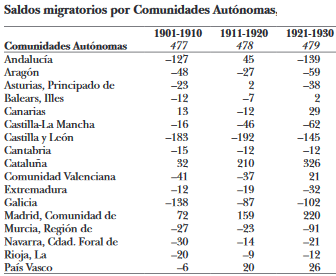 Saldos migratorios por Comunidades Autónomas,
1901-1910 1911-1920 1921-1930
Comunidades Autónomas 477 478 479
Andalucía −127 45 −139
Aragón −48 −27 −59
Asturias, Principado de −23 2 −38
Balears, Illes −12 −7 2
Canarias 13 −12 29
Castilla-La Mancha −16 −46 −62
Castilla y León −183 −192 −145
Cantabria −15 −12 −12
Cataluña 32 210 326
Comunidad Valenciana −41 −37 21
Extremadura −12 −19 −32
Galicia −138 −87 −102
Madrid, Comunidad de 72 159 220
Murcia, Región de −27 −23 −91
Navarra, Cdad. Foral de −30 −14 −21
Rioja, La −20 −9 −12
País Vasco −6 20 26